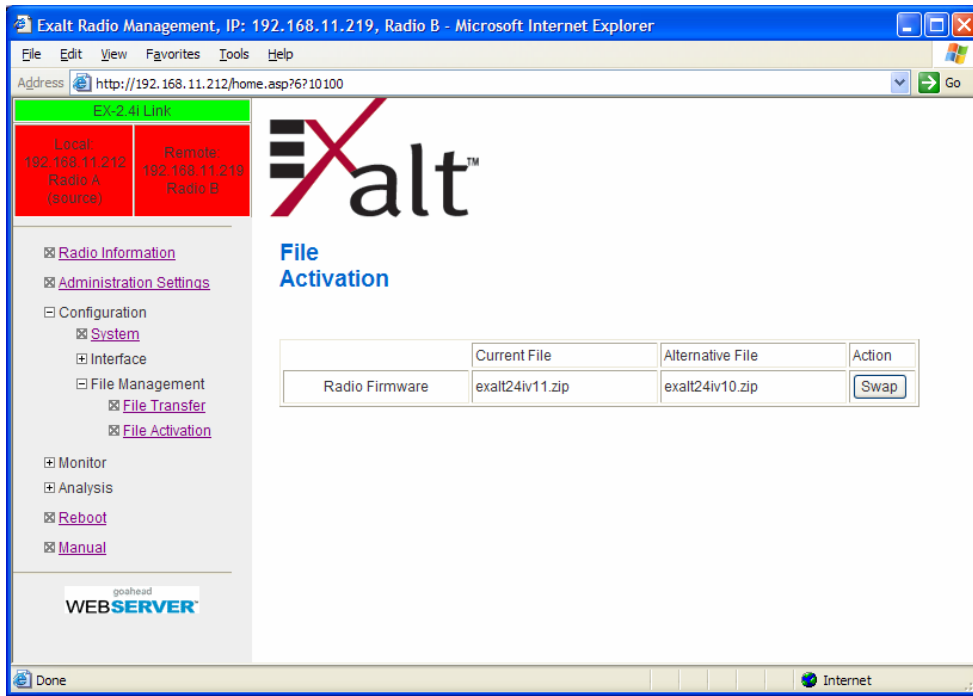 Exalt Radio Management, IP: 192.168.11.219, Radio B - Microsoft Internet Explorer
File Edit View Favorites Tools Help
Address http://192.168.11.212/home.asp?6?10100 Go
EX-2.4i Link
Local:
192.168.11.212
Radio A
(source)
Remote:
192.168.11.219
Radio B
Exalt™
Radio Information
Administration Settings
Configuration
System
Interface
File Management
File Transfer
File Activation
Monitor
Analysis
Reboot
Manual
goahead
WEBSERVER
File
Activation
Current File Alternative File Action
Radio Firmware exalt24iv11.zip exalt24iv10.zip Swap
Done Internet